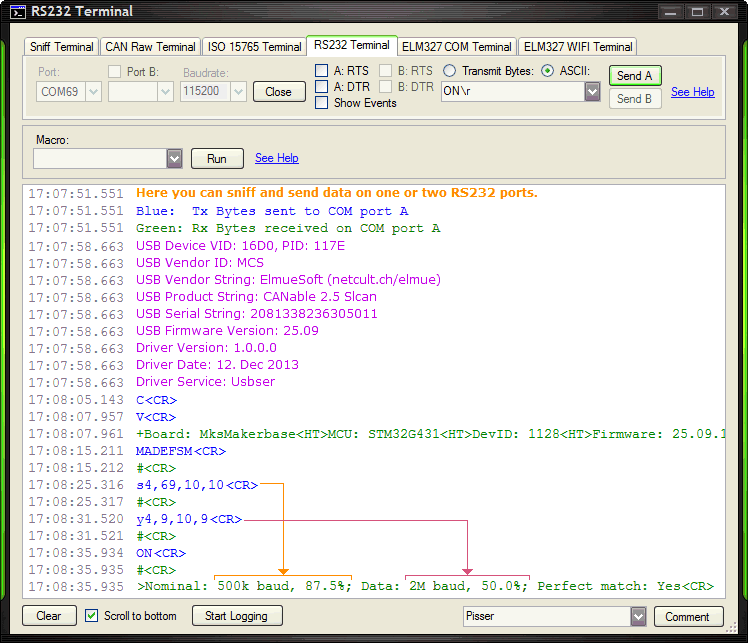 RS232 Terminal
Sniff Terminal CAN Raw Terminal ISO 15765 Terminal RS232 Terminal ELM327 COM Terminal ELM327 WIFI Terminal
Port: Port B: Baudrate: A: RTS B: RTS Transmit Bytes: ASCII: Send A
COM69 115200 Close A: DTR B: DTR ON\r Send B See Help
Show Events
Macro:
Run See Help
17:07:51.551 Here you can sniff and send data on one or two RS232 ports.
17:07:51.551 Blue: Tx Bytes sent to COM port A
17:07:51.551 Green: Rx Bytes received on COM port A
17:07:58.663 USB Device VID: 16D0, PID: 117E
17:07:58.663 USB Vendor ID: MCS
17:07:58.663 USB Vendor String: ElmueSoft (netcult.ch/elmue)
17:07:58.663 USB Product String: CANable 2.5 Slcan
17:07:58.663 USB Serial String: 2081338236305011
17:07:58.663 USB Firmware Version: 25.09
17:07:58.663 Driver Version: 1.0.0.0
17:07:58.663 Driver Date: 12. Dec 2013
17:07:58.663 Driver Service: Usbser
17:08:05.143 C<CR>
17:08:07.957 V<CR>
17:08:07.961 +Board: MksMakerbase<HT>MCU: STM32G431<HT>DevID: 1128<HT>Firmware: 25.09.1
17:08:15.211 MADEFSM<CR>
17:08:15.212 #<CR>
17:08:25.316 s4,69,10,10<CR>
17:08:25.317 #<CR>
17:08:31.520 y4,9,10,9<CR>
17:08:31.521 #<CR>
17:08:35.934 ON<CR>
17:08:35.935 #<CR>
17:08:35.935 >Nominal: 500k baud, 87.5%; Data: 2M baud, 50.0%; Perfect match: Yes<CR>
Clear Scroll to bottom Start Logging Pisser Comment